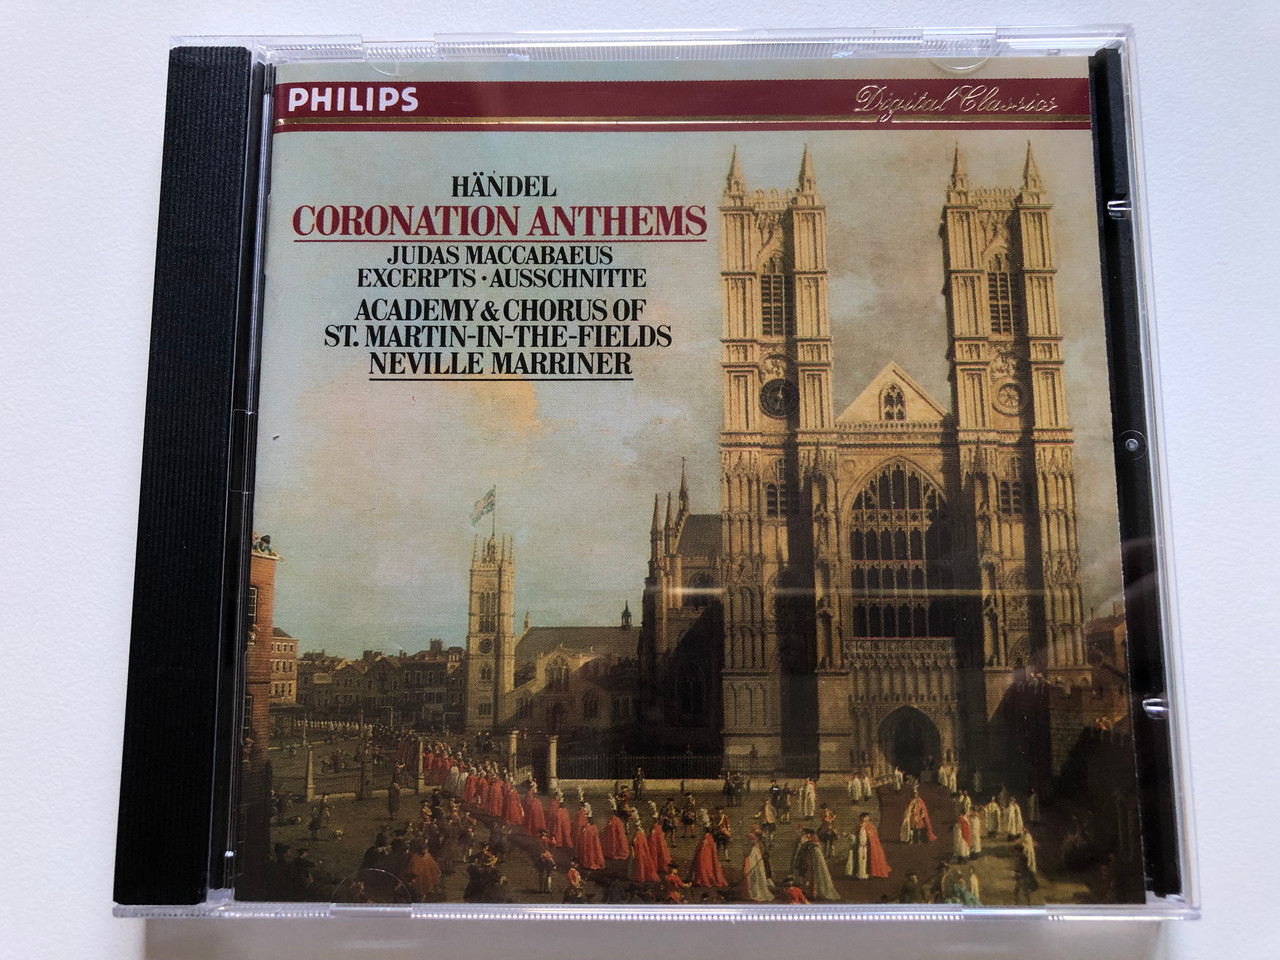 PHILIPS
Digital Classics
HÄNDEL
CORONATION ANTHEMS
JUDAS MACCABAEUS
EXCERPTS · AUSSCHNITTE
ACADEMY & CHORUS OF
ST. MARTIN-IN-THE-FIELDS
NEVILLE MARRINER